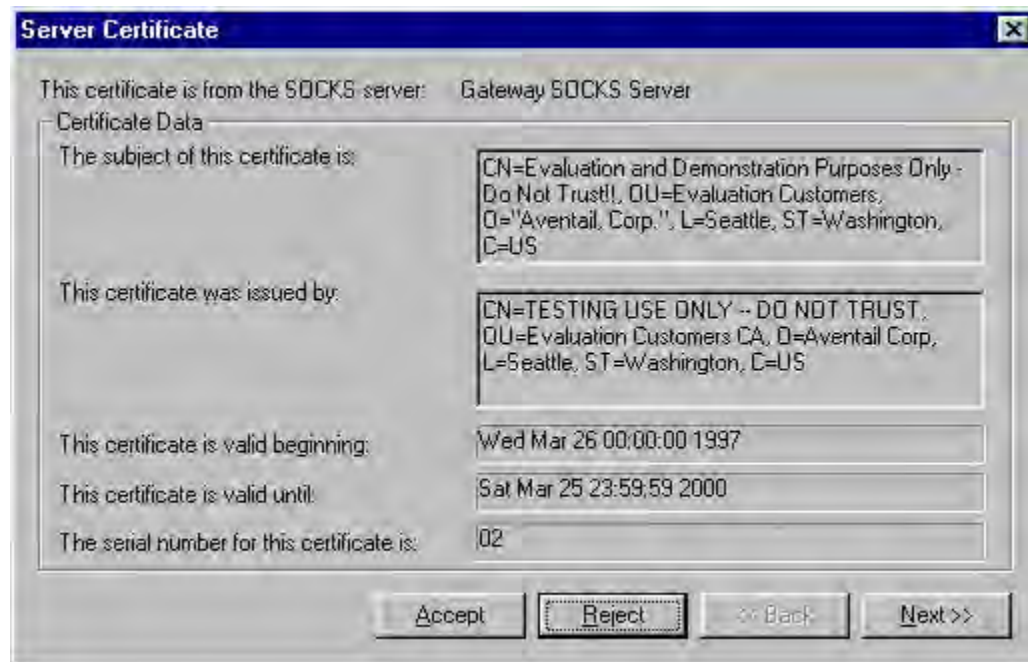 Server Certificate
This certificate is from the SOCKS server: Gateway SOCKS Server
Certificate Data
The subject of this certificate is:
CN=Evaluation and Demonstration Purposes Only -
Do Not Trust!!, OU=Evaluation Customers,
O="Aventail, Corp.", L=Seattle, ST=Washington,
C=US
This certificate was issued by:
CN=TESTING USE ONLY -- DO NOT TRUST,
OU=Evaluation Customers CA, O=Aventail Corp,
L=Seattle, ST=Washington, C=US
This certificate is valid beginning:
Wed Mar 26 00:00:00 1997
This certificate is valid until:
Sat Mar 25 23:59:59 2000
The serial number for this certificate is:
02
Accept
Reject
<< Back
Next >>